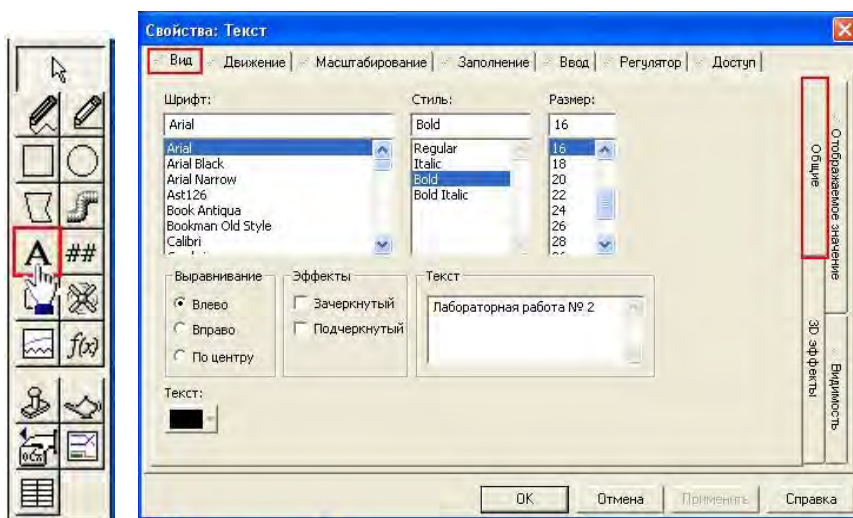 Свойства: Текст
Вид
Движение
Масштабирование
Заполнение
Ввод
Регулятор
Доступ
Шрифт:
Стиль:
Размер:
Arial
Bold
16
Arial
Arial Black
Arial Narrow
Ast126
Book Antiqua
Bookman Old Style
Calibri
Regular
Italic
Bold
Bold Italic
16
18
20
22
24
26
28
Выравнивание
Влево
Вправо
По центру
Эффекты
Зачеркнутый
Подчеркнутый
Текст
Лабораторная работа № 2
Текст:
Общие
Отображаемое значение
3D эффекты
Видимость
OK
Отмена
Применить
Справка
A
##
f(x)